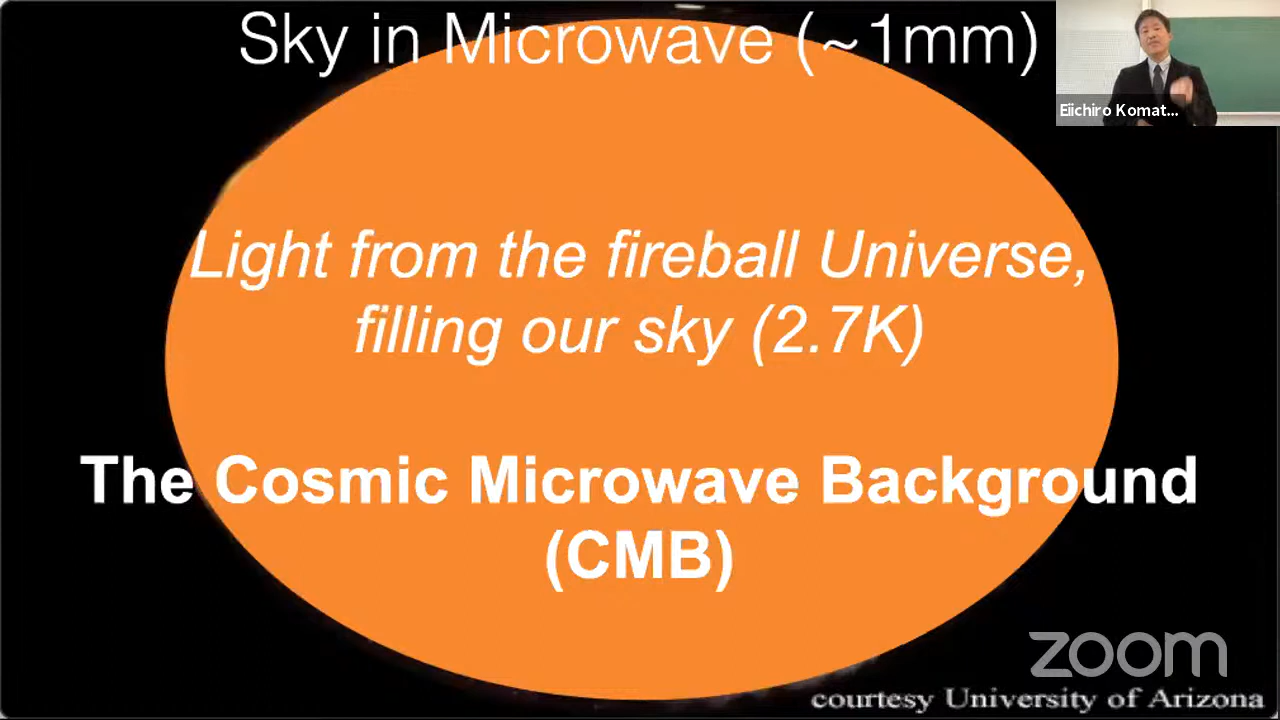 Sky in Microwave (~1mm)
Eiichiro Komat...
Light from the fireball Universe,
filling our sky (2.7K)
The Cosmic Microwave Background
(CMB)
zoom
courtesy University of Arizona